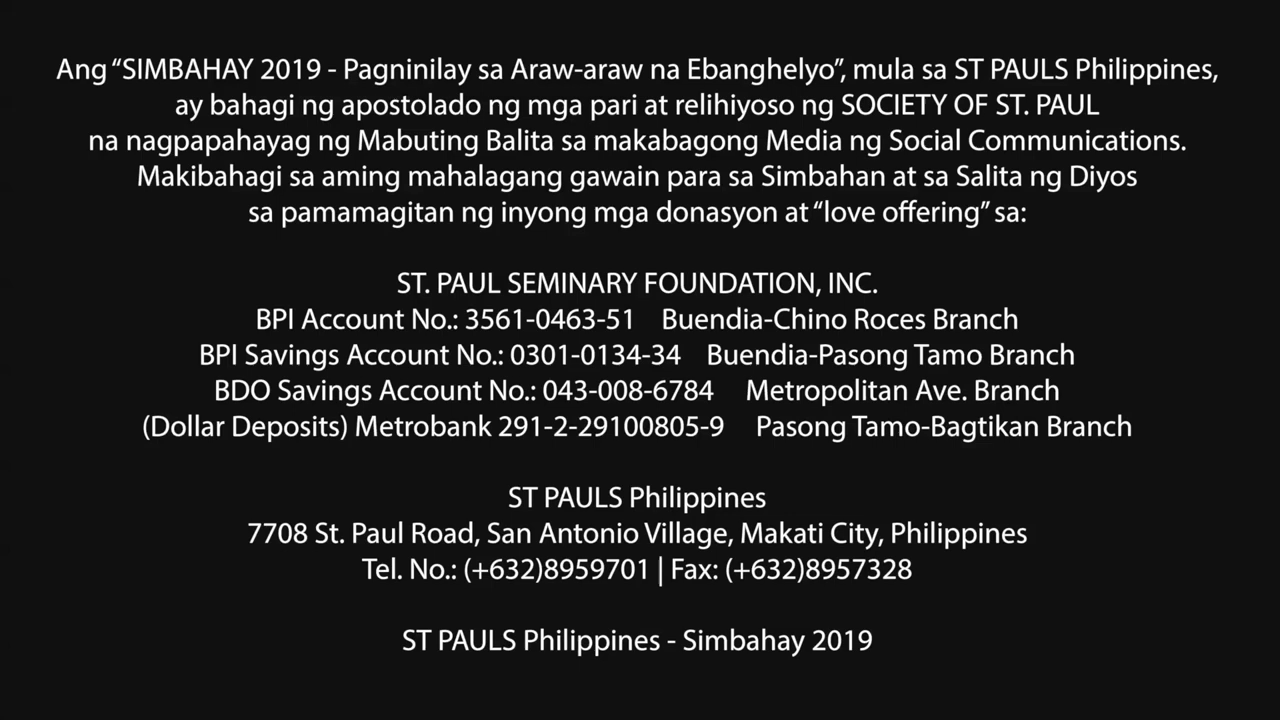 Ang “SIMBAHAY 2019 - Pagninilay sa Araw-araw na Ebanghelyo”, mula sa ST PAULS Philippines,
ay bahagi ng apostolado ng mga pari at relihiyoso ng SOCIETY OF ST. PAUL
na nagpapahayag ng Mabuting Balita sa makabagong Media ng Social Communications.
Makibahagi sa aming mahalagang gawain para sa Simbahan at sa Salita ng Diyos
sa pamamagitan ng inyong mga donasyon at “love offering” sa:
ST. PAUL SEMINARY FOUNDATION, INC.
BPI Account No.: 3561-0463-51 Buendia-Chino Roces Branch
BPI Savings Account No.: 0301-0134-34 Buendia-Pasong Tamo Branch
BDO Savings Account No.: 043-008-6784 Metropolitan Ave. Branch
(Dollar Deposits) Metrobank 291-2-29100805-9 Pasong Tamo-Bagtikan Branch
ST PAULS Philippines
7708 St. Paul Road, San Antonio Village, Makati City, Philippines
Tel. No.: (+632)8959701 | Fax: (+632)8957328
ST PAULS Philippines - Simbahay 2019